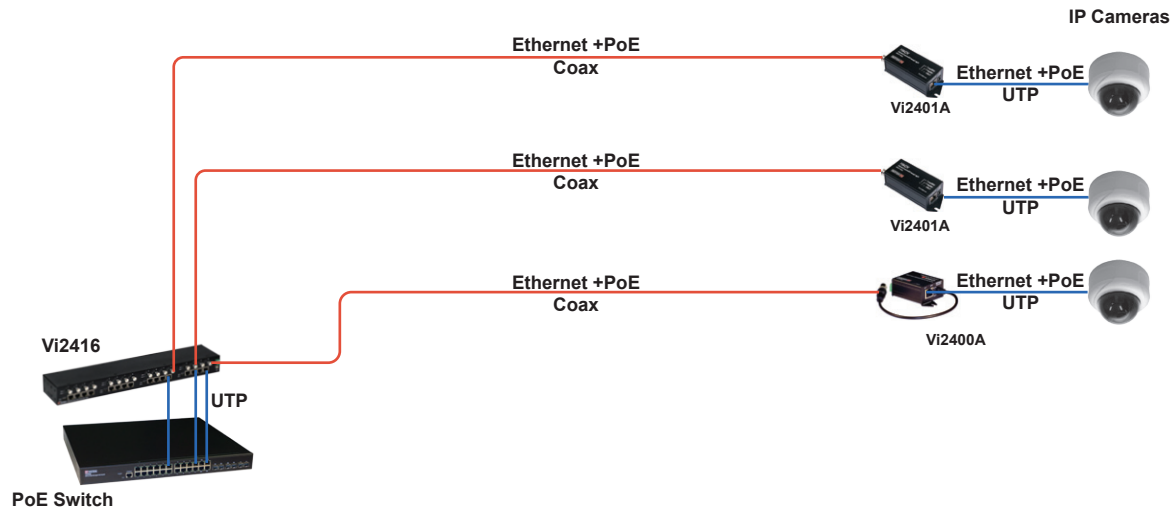 IP Cameras
Ethernet +PoE
Coax
Ethernet +PoE
UTP
Vi2401A
Ethernet +PoE
Coax
Ethernet +PoE
UTP
Vi2401A
Ethernet +PoE
Coax
Ethernet +PoE
UTP
Vi2400A
Vi2416
UTP
PoE Switch